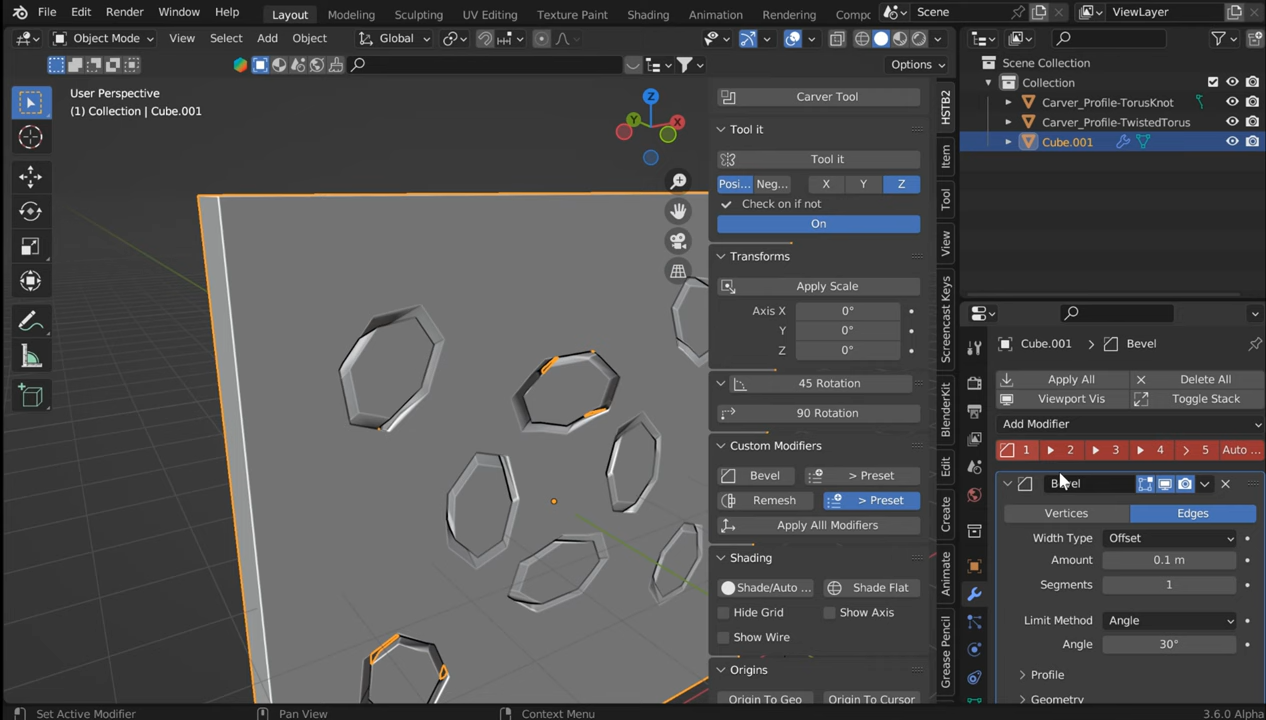 File Edit Render Window Help Layout Modeling Sculpting UV Editing Texture Paint Shading Animation Rendering Compo Scene ViewLayer
Object Mode View Select Add Object Global
Options
User Perspective
(1) Collection | Cube.001
X
Y
Z
Carver Tool
Tool it
Tool it
Posi... Neg... X Y Z
Check on if not
On
Transforms
Apply Scale
Axis X 0°
Y 0°
Z 0°
45 Rotation
90 Rotation
Custom Modifiers
Bevel > Preset
Remesh > Preset
Apply Alll Modifiers
Shading
Shade/Auto ... Shade Flat
Hide Grid Show Axis
Show Wire
Origins
Origin To Geo Origin To Cursor
HSTB2
Item
Tool
View
Screencast Keys
BlenderKit
Edit
Create
Animate
Grease Pencil
Scene Collection
Collection
Carver_Profile-TorusKnot
Carver_Profile-TwistedTorus
Cube.001
Cube.001 Bevel
Apply All Delete All
Viewport Vis Toggle Stack
Add Modifier
1 2 3 4 5 Auto ...
Vertices Edges
Width Type Offset
Amount 0.1 m
Segments 1
Limit Method Angle
Angle 30°
Profile
Geometry
Set Active Modifier Pan View Context Menu 3.6.0 Alpha